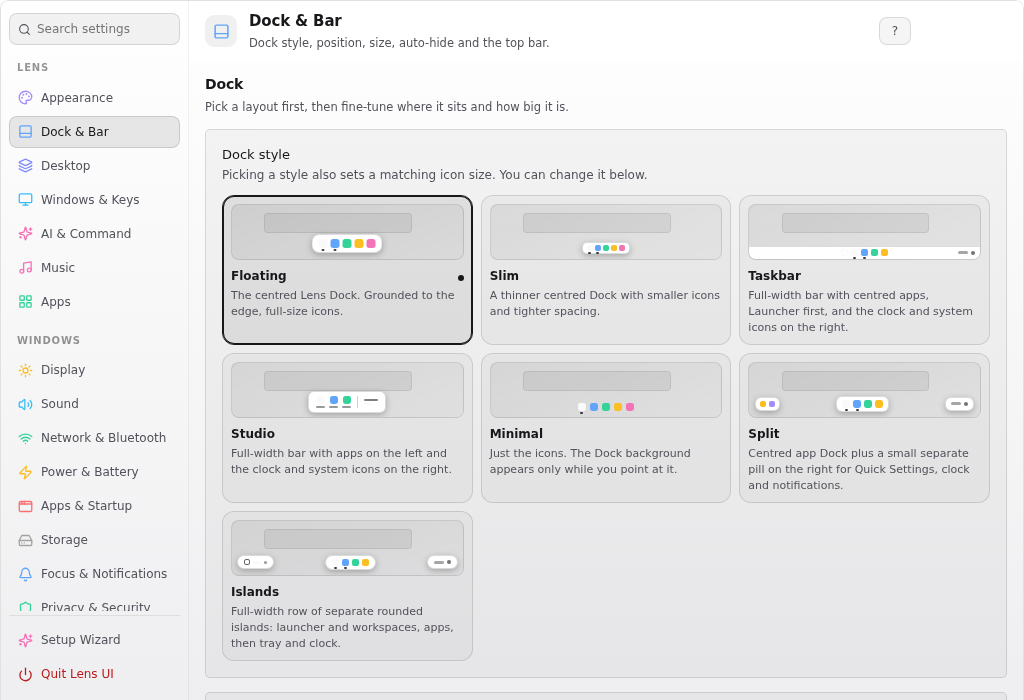 Search settings
LENS
Appearance
Dock & Bar
Desktop
Windows & Keys
AI & Command
Music
Apps
WINDOWS
Display
Sound
Network & Bluetooth
Power & Battery
Apps & Startup
Storage
Focus & Notifications
Privacy & Security
Setup Wizard
Quit Lens UI
Dock & Bar
Dock style, position, size, auto-hide and the top bar.
?
Dock
Pick a layout first, then fine-tune where it sits and how big it is.
Dock style
Picking a style also sets a matching icon size. You can change it below.
Floating
The centred Lens Dock. Grounded to the
edge, full-size icons.
Slim
A thinner centred Dock with smaller icons
and tighter spacing.
Taskbar
Full-width bar with centred apps,
Launcher first, and the clock and system
icons on the right.
Studio
Full-width bar with apps on the left and
the clock and system icons on the right.
Minimal
Just the icons. The Dock background
appears only while you point at it.
Split
Centred app Dock plus a small separate
pill on the right for Quick Settings, clock
and notifications.
Islands
Full-width row of separate rounded
islands: launcher and workspaces, apps,
then tray and clock.